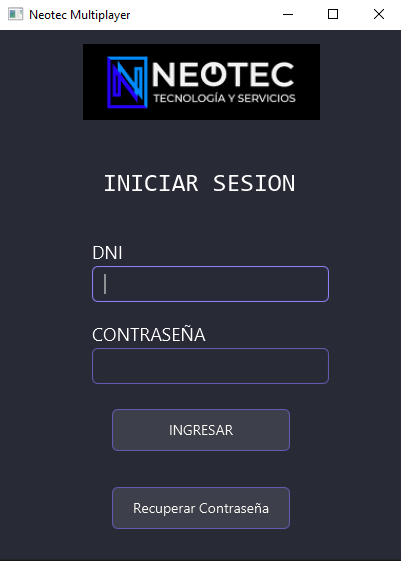 Neotec Multiplayer
NEOTEC
TECNOLOGÍA Y SERVICIOS
INICIAR SESION
DNI
CONTRASEÑA
INGRESAR
Recuperar Contraseña